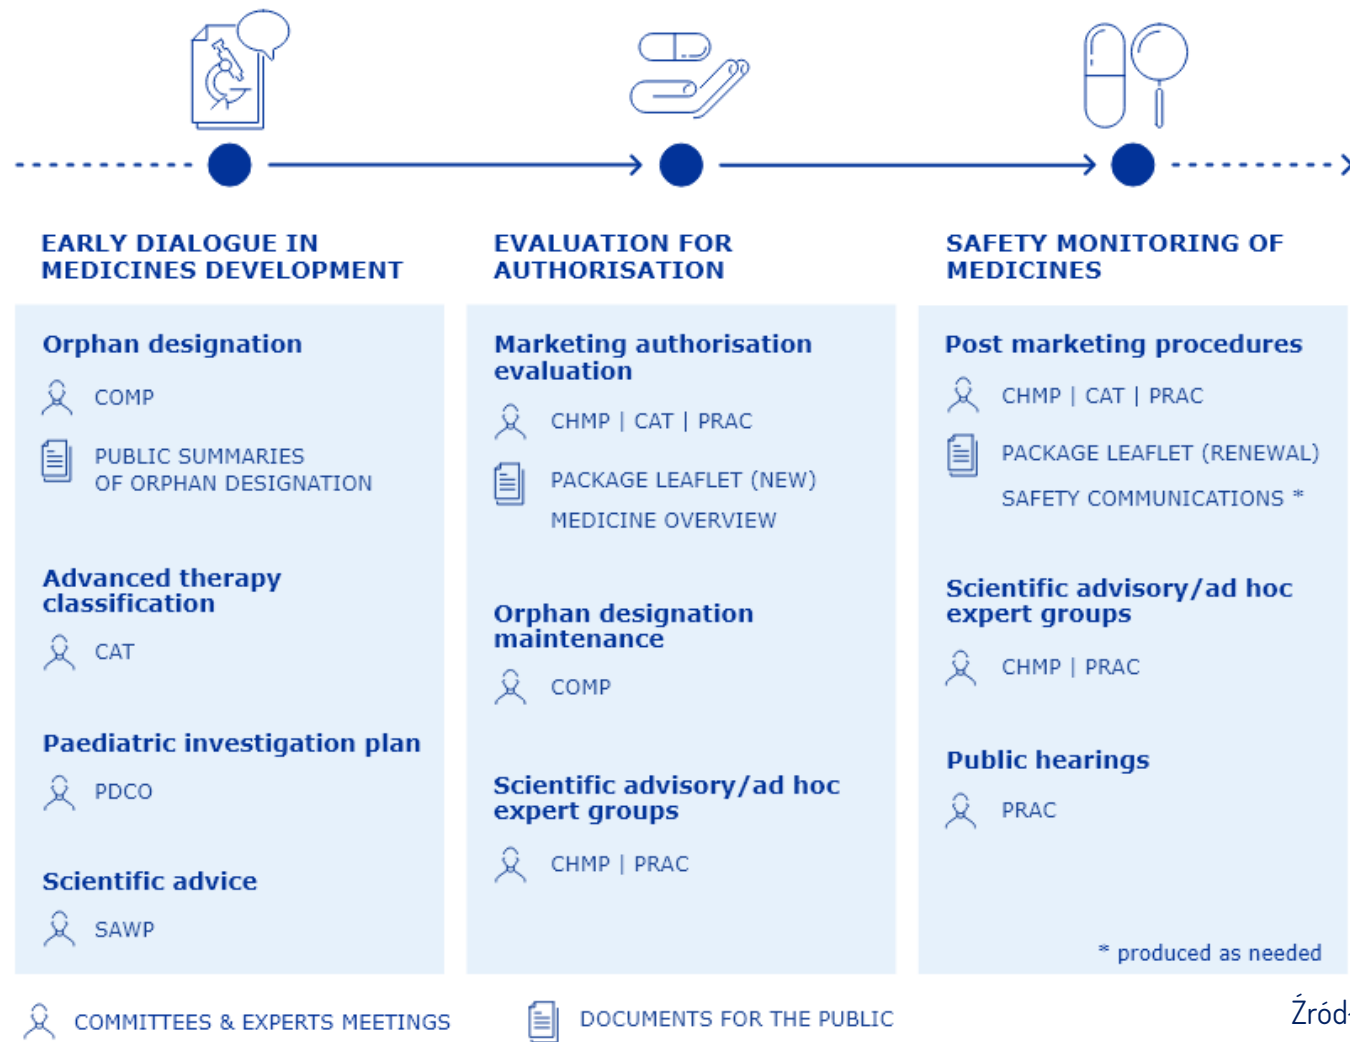 EARLY DIALOGUE IN
MEDICINES DEVELOPMENT
Orphan designation
COMP
PUBLIC SUMMARIES
OF ORPHAN DESIGNATION
Advanced therapy
classification
CAT
Paediatric investigation plan
PDCO
Scientific advice
SAWP
EVALUATION FOR
AUTHORISATION
Marketing authorisation
evaluation
CHMP | CAT | PRAC
PACKAGE LEAFLET (NEW)
MEDICINE OVERVIEW
Orphan designation
maintenance
COMP
Scientific advisory/ad hoc
expert groups
CHMP | PRAC
SAFETY MONITORING OF
MEDICINES
Post marketing procedures
CHMP | CAT | PRAC
PACKAGE LEAFLET (RENEWAL)
SAFETY COMMUNICATIONS *
Scientific advisory/ad hoc
expert groups
CHMP | PRAC
Public hearings
PRAC
* produced as needed
COMMITTEES & EXPERTS MEETINGS
DOCUMENTS FOR THE PUBLIC